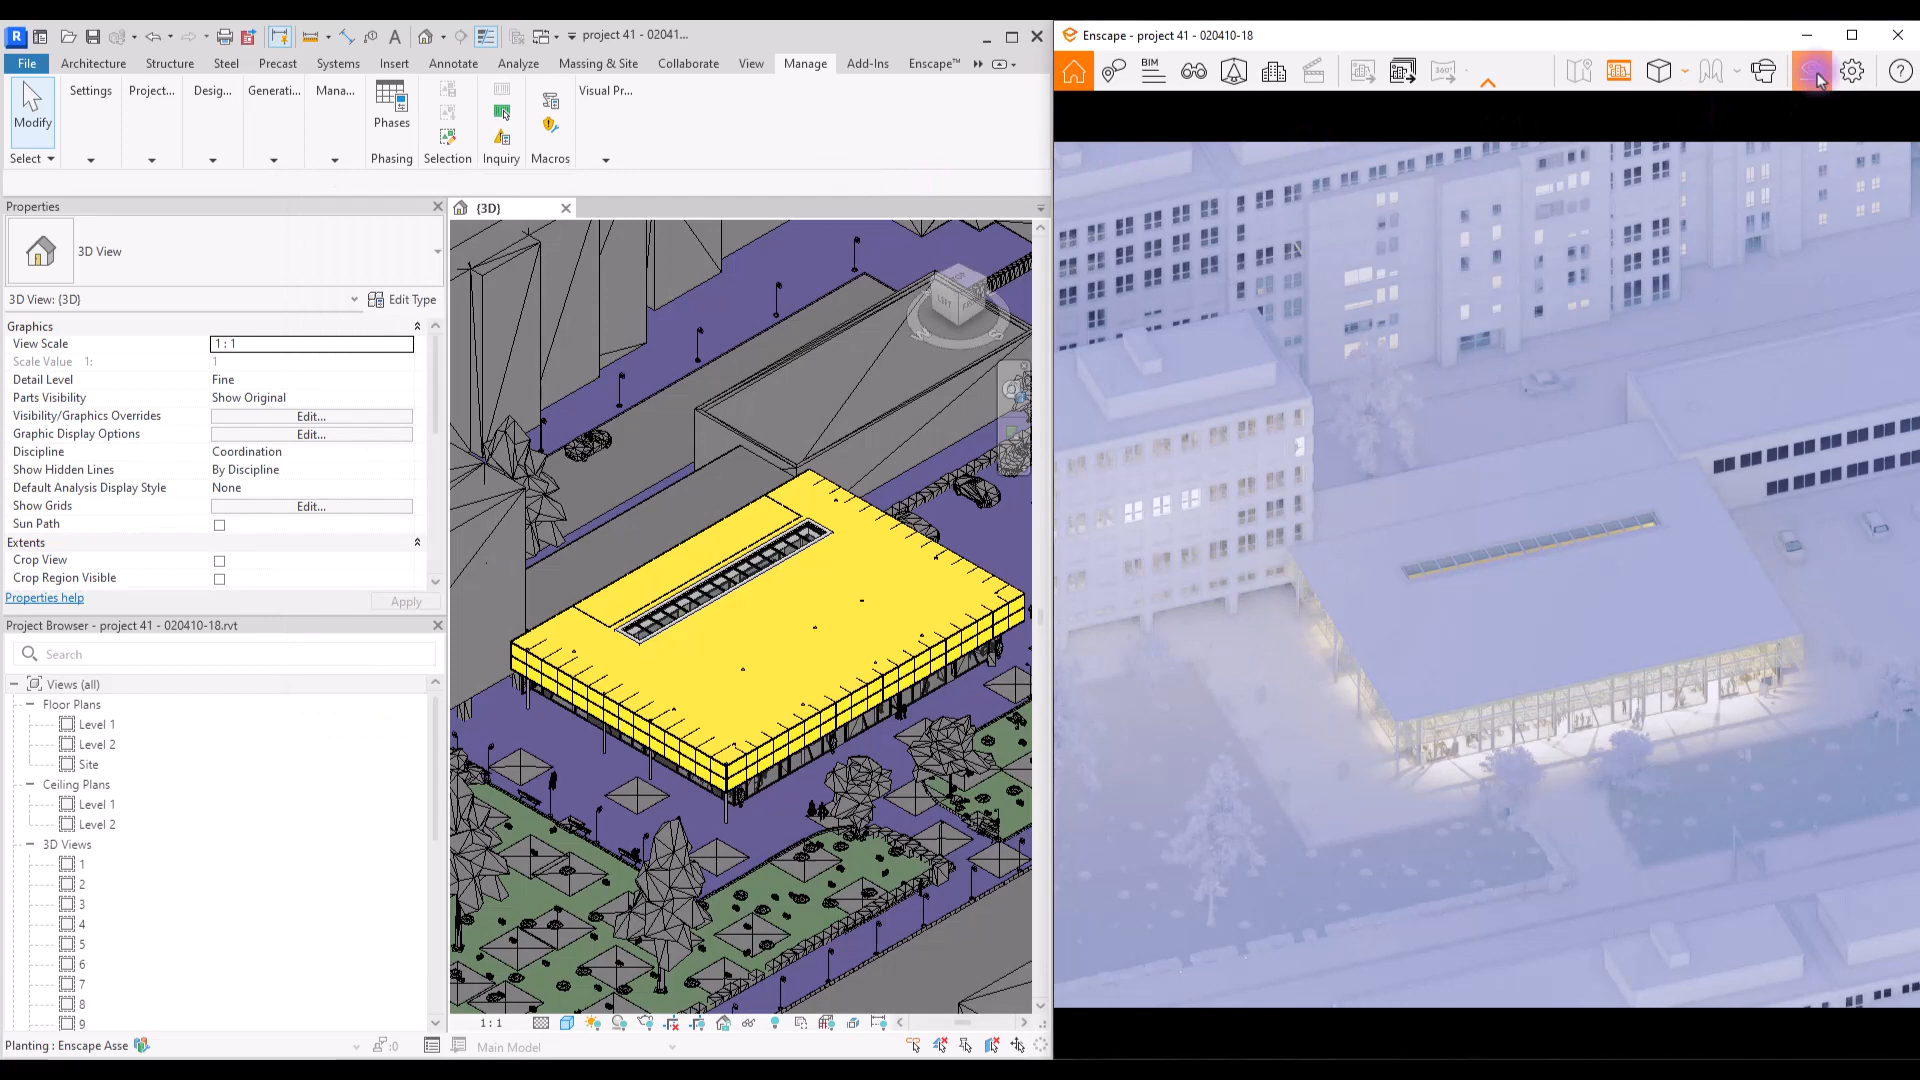 R
project 41 - 02041...
File
Architecture
Structure
Steel
Precast
Systems
Insert
Annotate
Analyze
Massing & Site
Collaborate
View
Manage
Add-Ins
Enscape™
Modify
Select
Settings
Project...
Desig...
Generati...
Mana...
Phases
Phasing
Selection
Inquiry
Macros
Visual Pr...
Properties
3D View
3D View: {3D}
Edit Type
Graphics
View Scale
1 : 1
Scale Value 1:
1
Detail Level
Fine
Parts Visibility
Show Original
Visibility/Graphics Overrides
Edit...
Graphic Display Options
Edit...
Discipline
Coordination
Show Hidden Lines
By Discipline
Default Analysis Display Style
None
Show Grids
Edit...
Sun Path
Extents
Crop View
Crop Region Visible
Properties help
Apply
Project Browser - project 41 - 020410-18.rvt
Search
Views (all)
Floor Plans
Level 1
Level 2
Site
Ceiling Plans
Level 1
Level 2
3D Views
1
2
3
4
5
6
7
8
9
Planting : Enscape Asse
{3D}
LEFT
1 : 1
:0
Main Model
Enscape - project 41 - 020410-18
BIM
360°
?